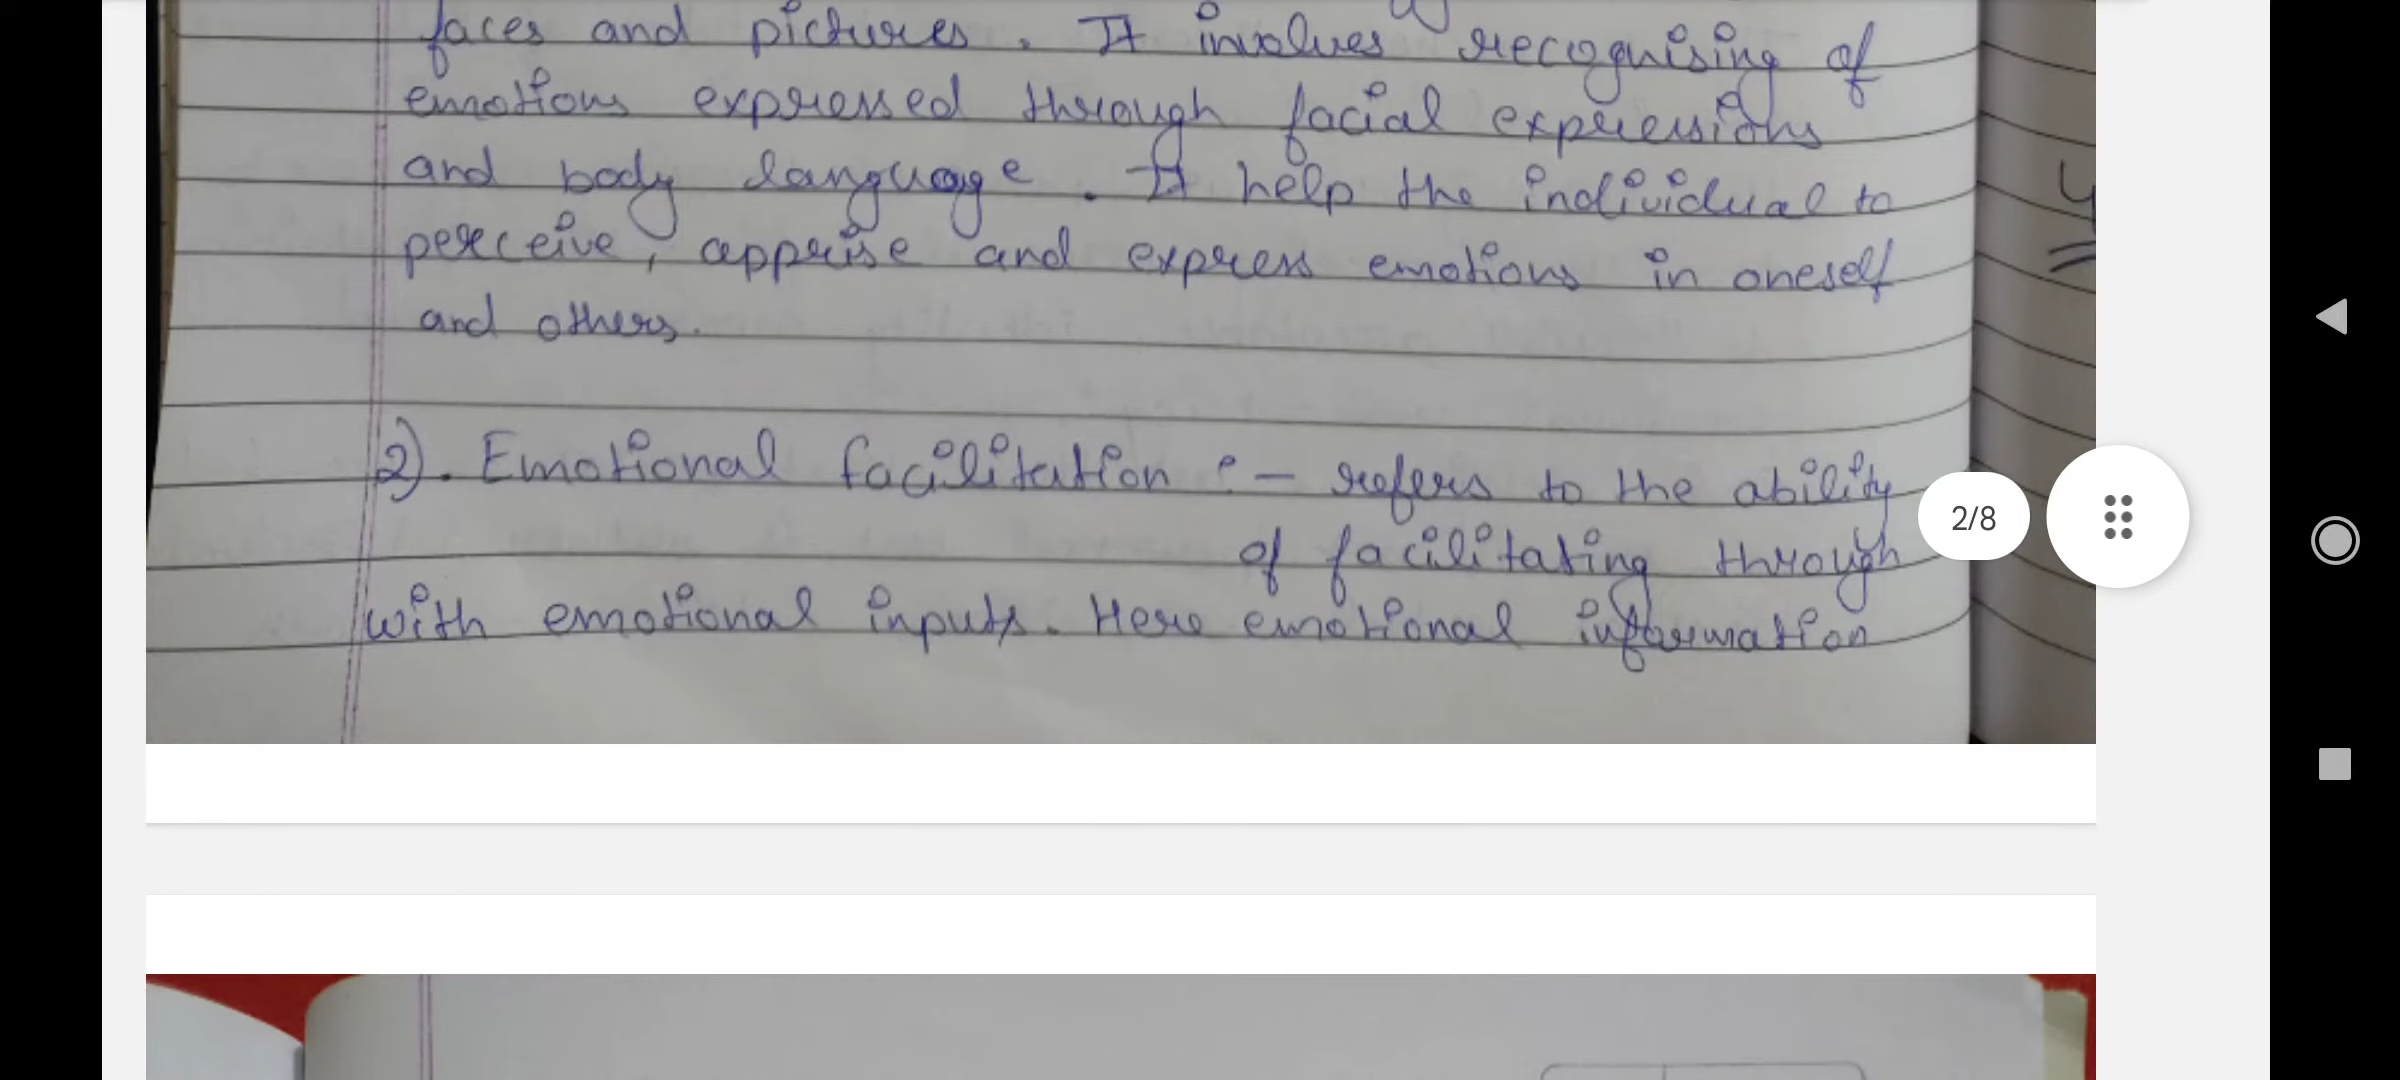 faces and pictures. It involves recognising of
emotions expressed through facial expressions
and body language. It help the individual to
perceive, apprise and express emotions in oneself
and others.
2). Emotional facilitation :- refers to the ability
of facilitating through
with emotional inputs. Here emotional information
2/8
4